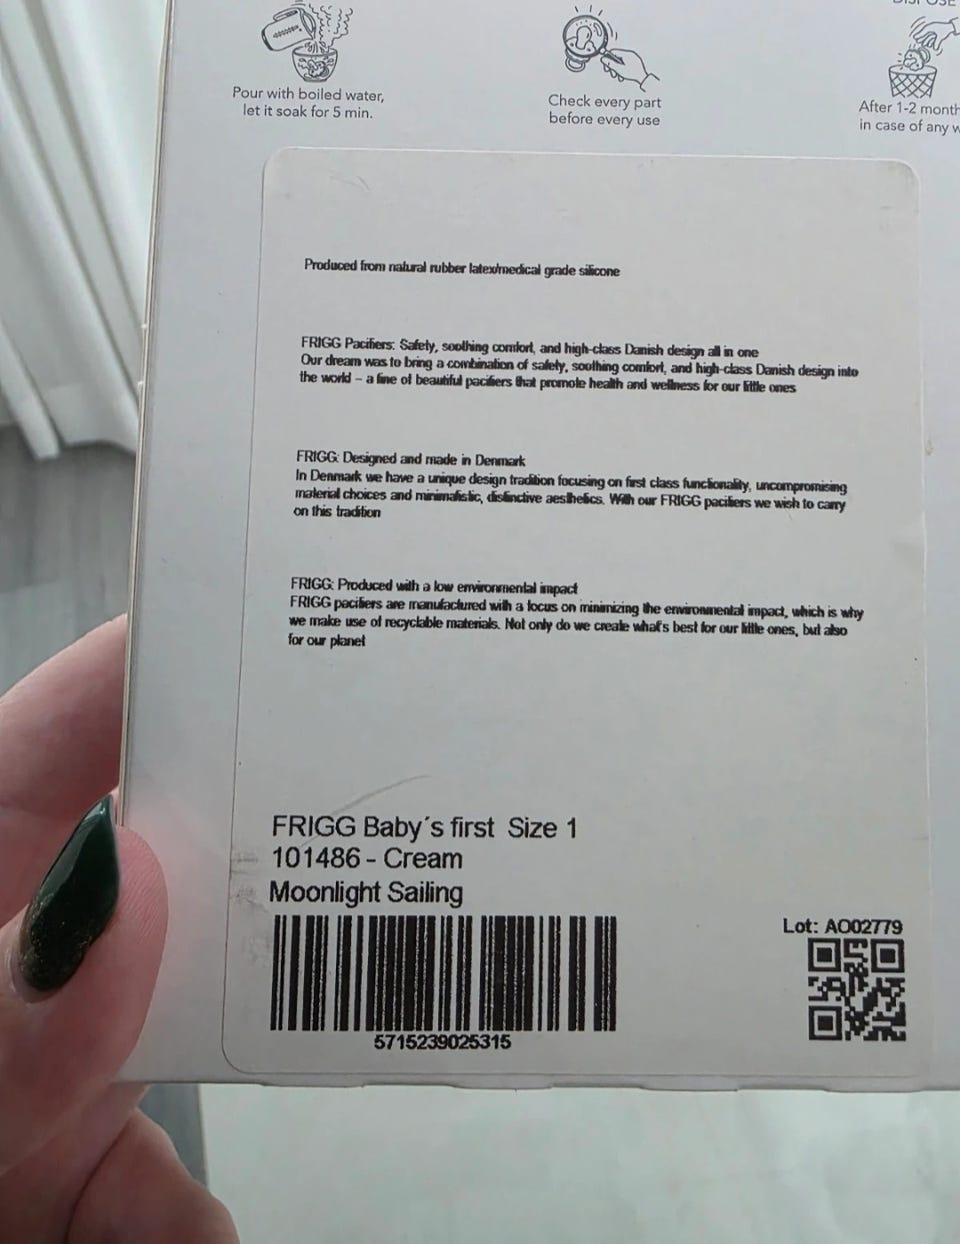 Pour with boiled water,
let it soak for 5 min.
Check every part
before every use
After 1-2 month
in case of any
Produced from natural rubber latex/medical grade silicone
FRIGG Pacifiers: Safety, soothing comfort, and high-class Danish design all in one
Our dream was to bring a combination of safety, soothing comfort, and high-class Danish design into
the world – a line of beautiful pacifiers that promote health and wellness for our little ones
FRIGG: Designed and made in Denmark
In Denmark we have a unique design tradition focusing on first class functionality, uncompromising
material choices and minimalistic, distinctive aesthetics. With our FRIGG pacifiers we wish to carry
on this tradition
FRIGG: Produced with a low environmental impact
FRIGG pacifiers are manufactured with a focus on minimizing the environmental impact, which is why
we make use of recyclable materials. Not only do we create what's best for our little ones, but also
for our planet
FRIGG Baby´s first Size 1
101486 - Cream
Moonlight Sailing
5715239025315
Lot: AO02779